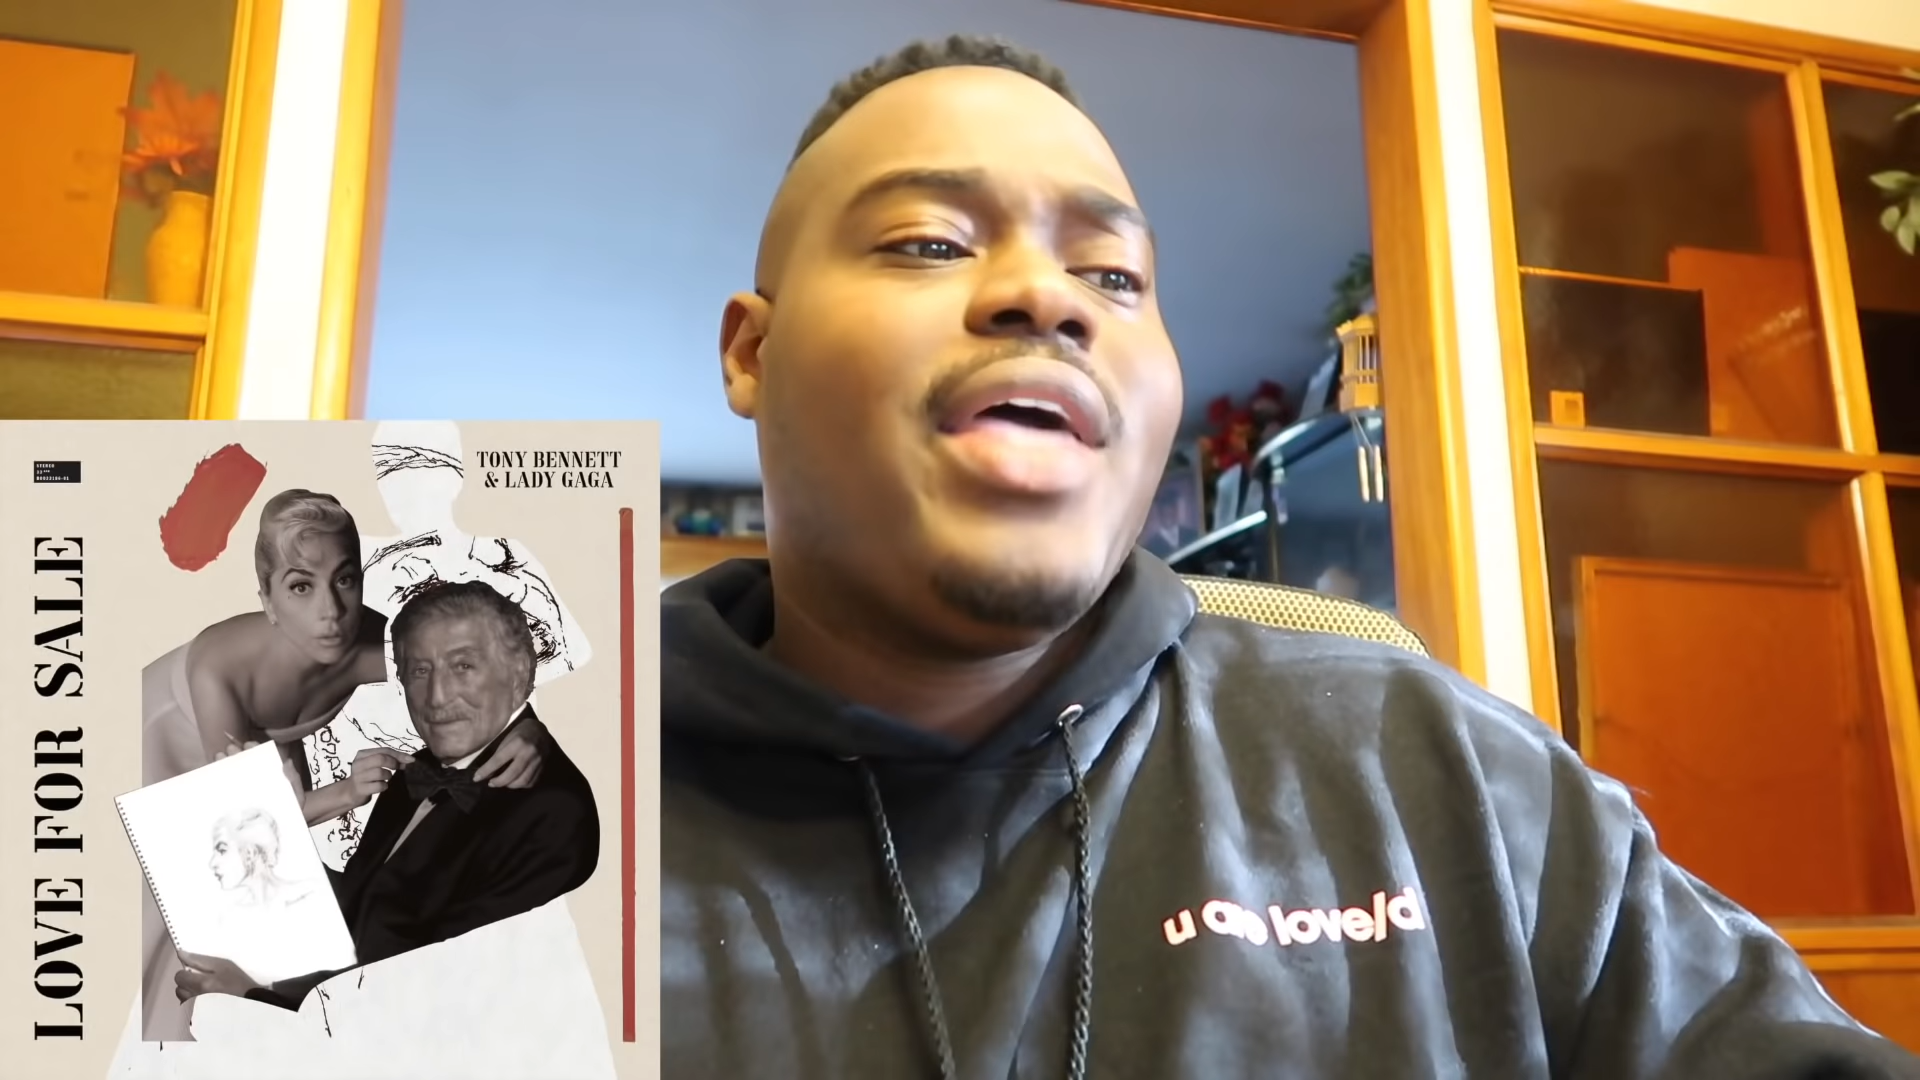 TONY BENNETT
& LADY GAGA
LOVE FOR SALE
STEREO
u are love/d